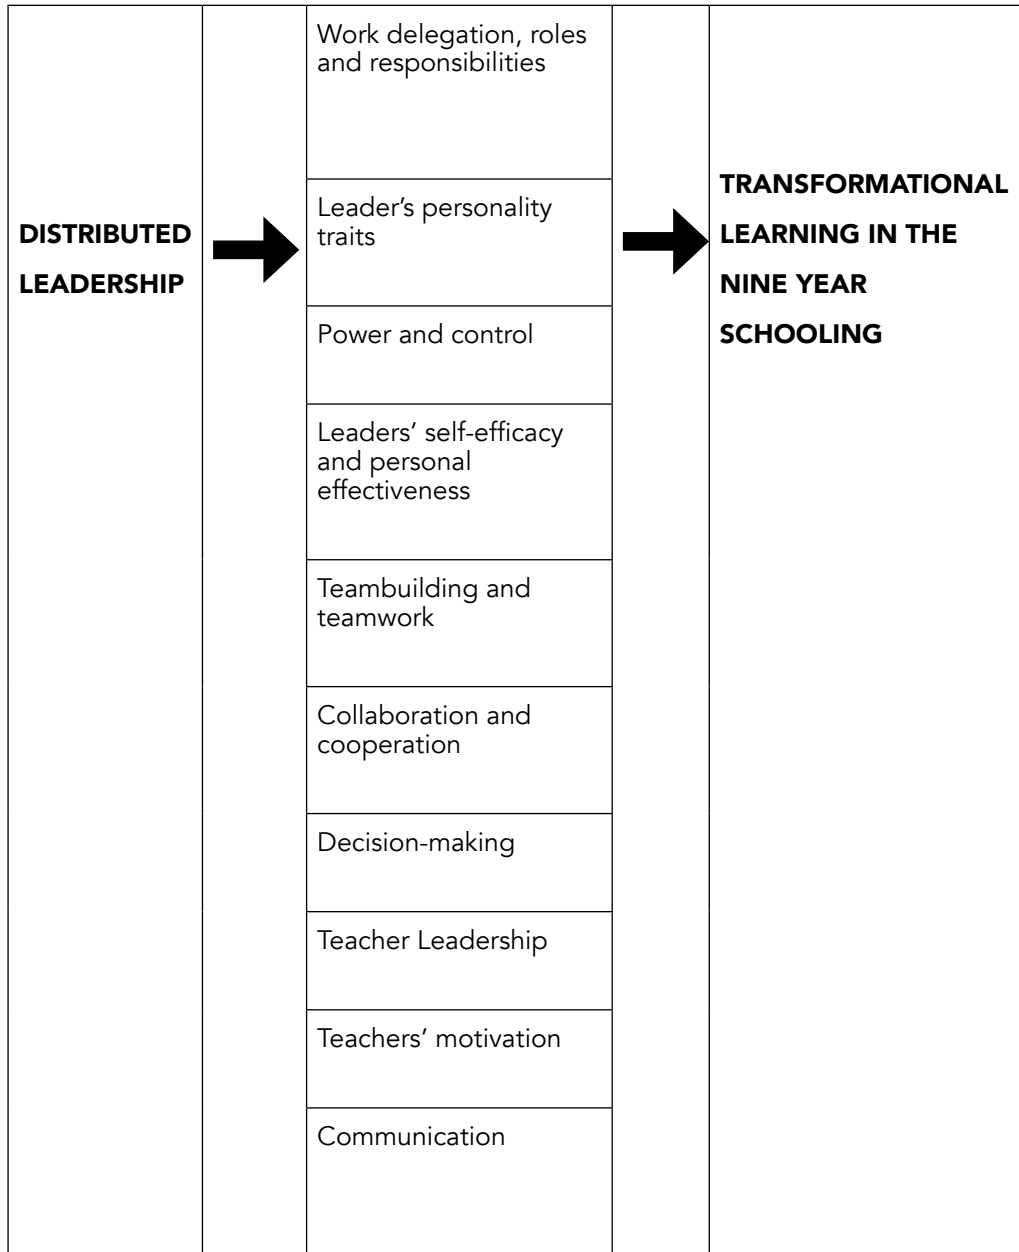 DISTRIBUTED
LEADERSHIP
Work delegation, roles
and responsibilities
Leader’s personality
traits
Power and control
Leaders’ self-efficacy
and personal
effectiveness
Teambuilding and
teamwork
Collaboration and
cooperation
Decision-making
Teacher Leadership
Teachers’ motivation
Communication
TRANSFORMATIONAL
LEARNING IN THE
NINE YEAR
SCHOOLING